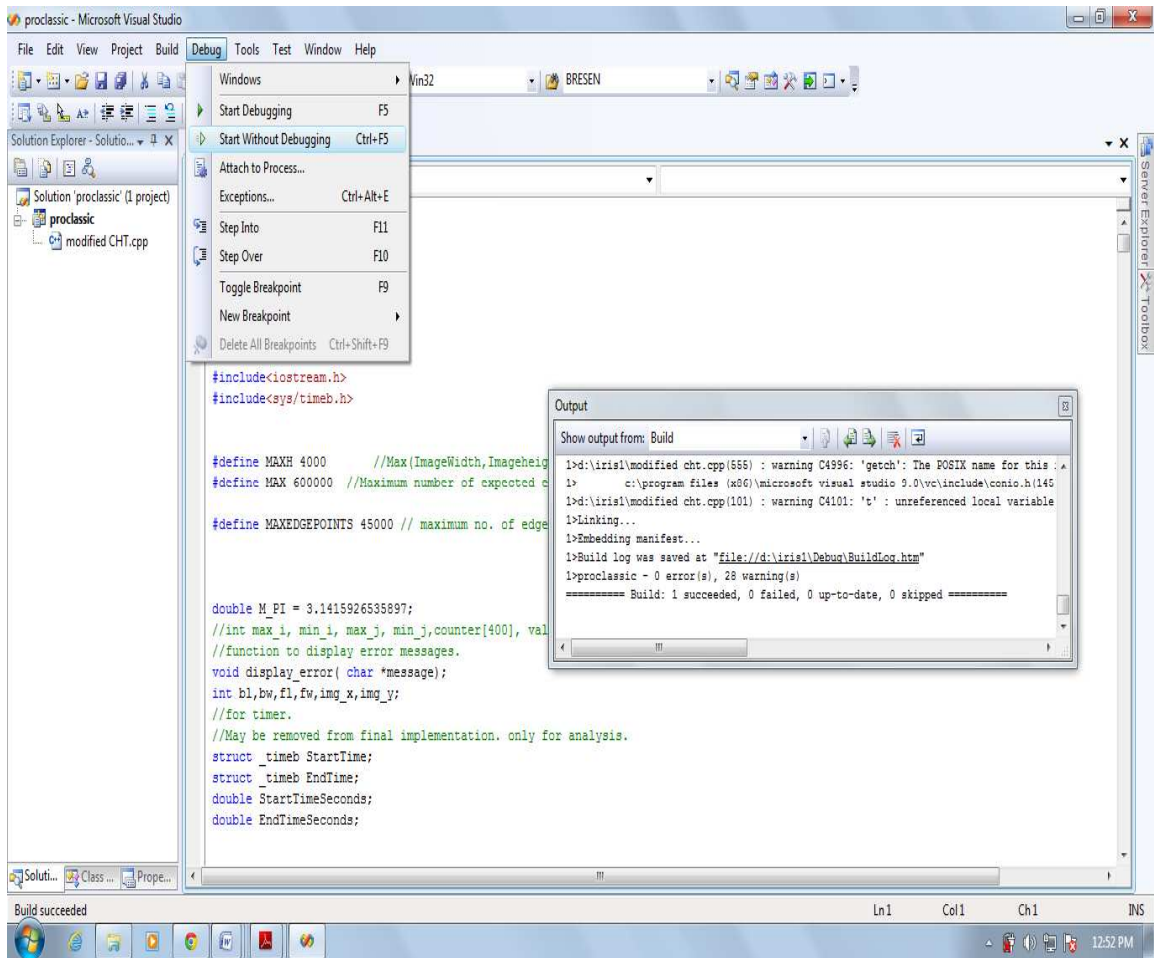 proclassic - Microsoft Visual Studio
File Edit View Project Build Debug Tools Test Window Help
Win32 BRESEN
Solution Explorer - Solutio...
Solution 'proclassic' (1 project)
proclassic
modified CHT.cpp
Windows
Start Debugging F5
Start Without Debugging Ctrl+F5
Attach to Process...
Exceptions... Ctrl+Alt+E
Step Into F11
Step Over F10
Toggle Breakpoint F9
New Breakpoint
Delete All Breakpoints Ctrl+Shift+F9
Server Explorer
Toolbox
#include<iostream.h>
#include<sys/timeb.h>
#define MAXH 4000 //Max(ImageWidth,Imageheig
#define MAX 600000 //Maximum number of expected c
#define MAXEDGEPOINTS 45000 // maximum no. of edge
double M_PI = 3.1415926535897;
//int max_i, min_i, max_j, min_j,counter[400], val
//function to display error messages.
void display_error( char *message);
int bl,bw,fl,fw,img_x,img_y;
//for timer.
//May be removed from final implementation. only for analysis.
struct _timeb StartTime;
struct _timeb EndTime;
double StartTimeSeconds;
double EndTimeSeconds;
Output
Show output from: Build
1>d:\iris1\modified cht.cpp(555) : warning C4996: 'getch': The POSIX name for this
1> c:\program files (x86)\microsoft visual studio 9.0\vc\include\conio.h(145
1>d:\iris1\modified cht.cpp(101) : warning C4101: 't' : unreferenced local variable
1>Linking...
1>Embedding manifest...
1>Build log was saved at "file://d:\iris1\Debug\BuildLog.htm"
1>proclassic - 0 error(s), 28 warning(s)
========== Build: 1 succeeded, 0 failed, 0 up-to-date, 0 skipped ==========
Soluti... Class ... Prope...
Build succeeded Ln 1 Col 1 Ch 1 INS
12:52 PM